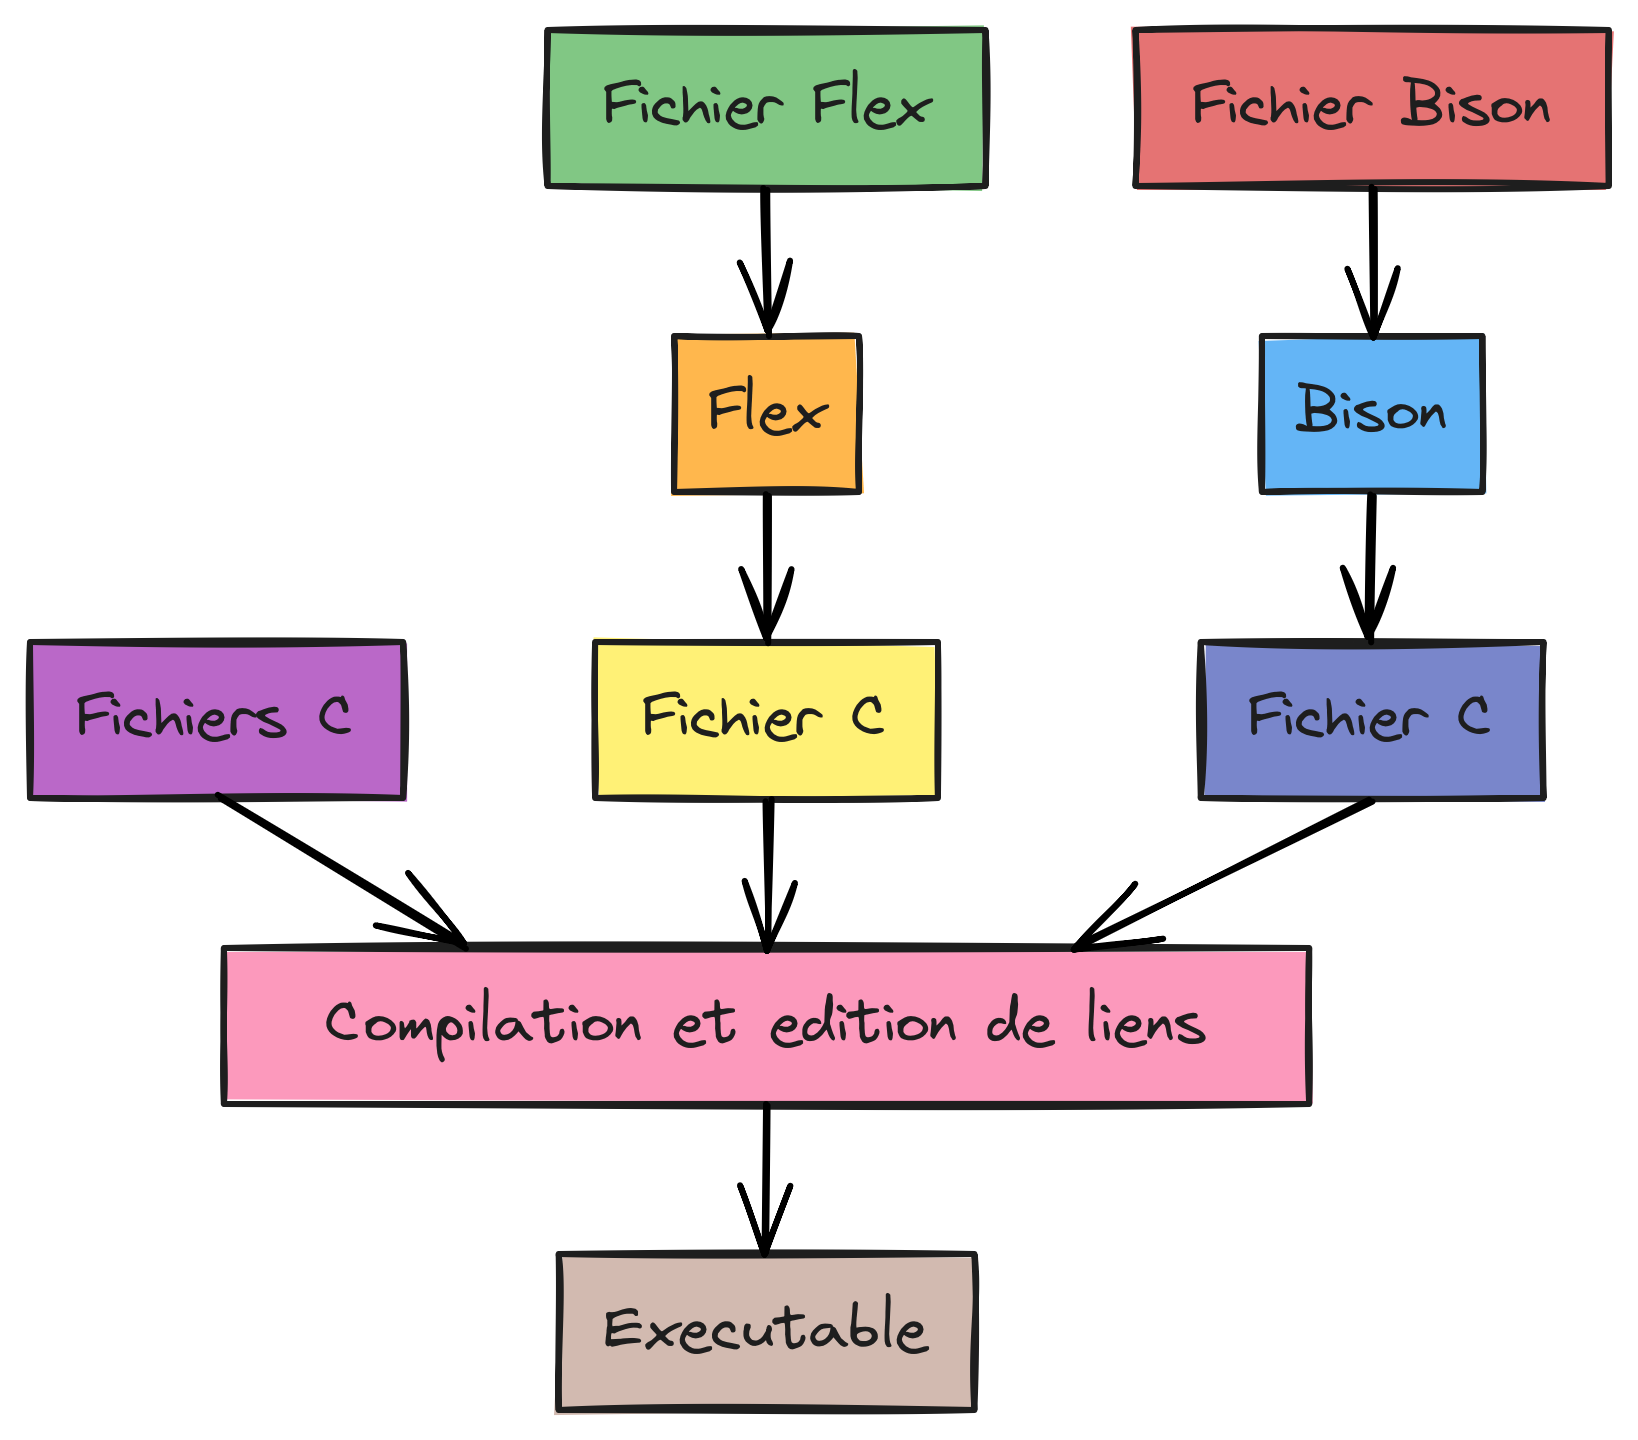 Fichier Flex
Fichier Bison
Flex
Bison
Fichiers C
Fichier C
Fichier C
Compilation et edition de liens
Executable